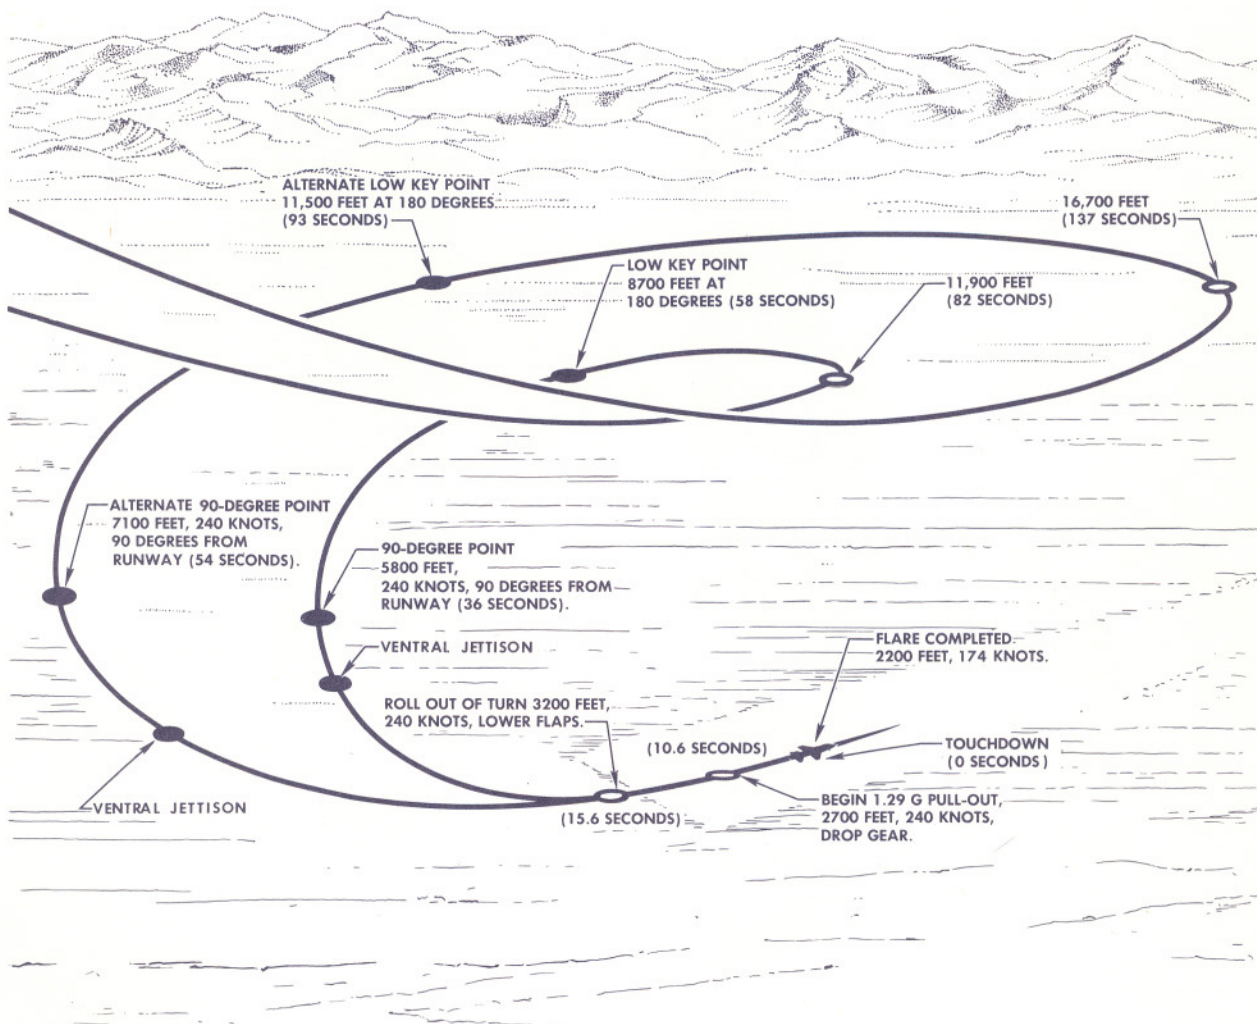 ALTERNATE LOW KEY POINT
11,500 FEET AT 180 DEGREES
(93 SECONDS)
16,700 FEET
(137 SECONDS)
LOW KEY POINT
8700 FEET AT
180 DEGREES (58 SECONDS)
11,900 FEET
(82 SECONDS)
ALTERNATE 90-DEGREE POINT
7100 FEET, 240 KNOTS,
90 DEGREES FROM
RUNWAY (54 SECONDS).
90-DEGREE POINT
5800 FEET,
240 KNOTS, 90 DEGREES FROM
RUNWAY (36 SECONDS).
VENTRAL JETTISON
FLARE COMPLETED.
2200 FEET, 174 KNOTS.
ROLL OUT OF TURN 3200 FEET,
240 KNOTS, LOWER FLAPS.
(10.6 SECONDS)
TOUCHDOWN
(0 SECONDS)
VENTRAL JETTISON
(15.6 SECONDS)
BEGIN 1.29 G PULL-OUT,
2700 FEET, 240 KNOTS,
DROP GEAR.